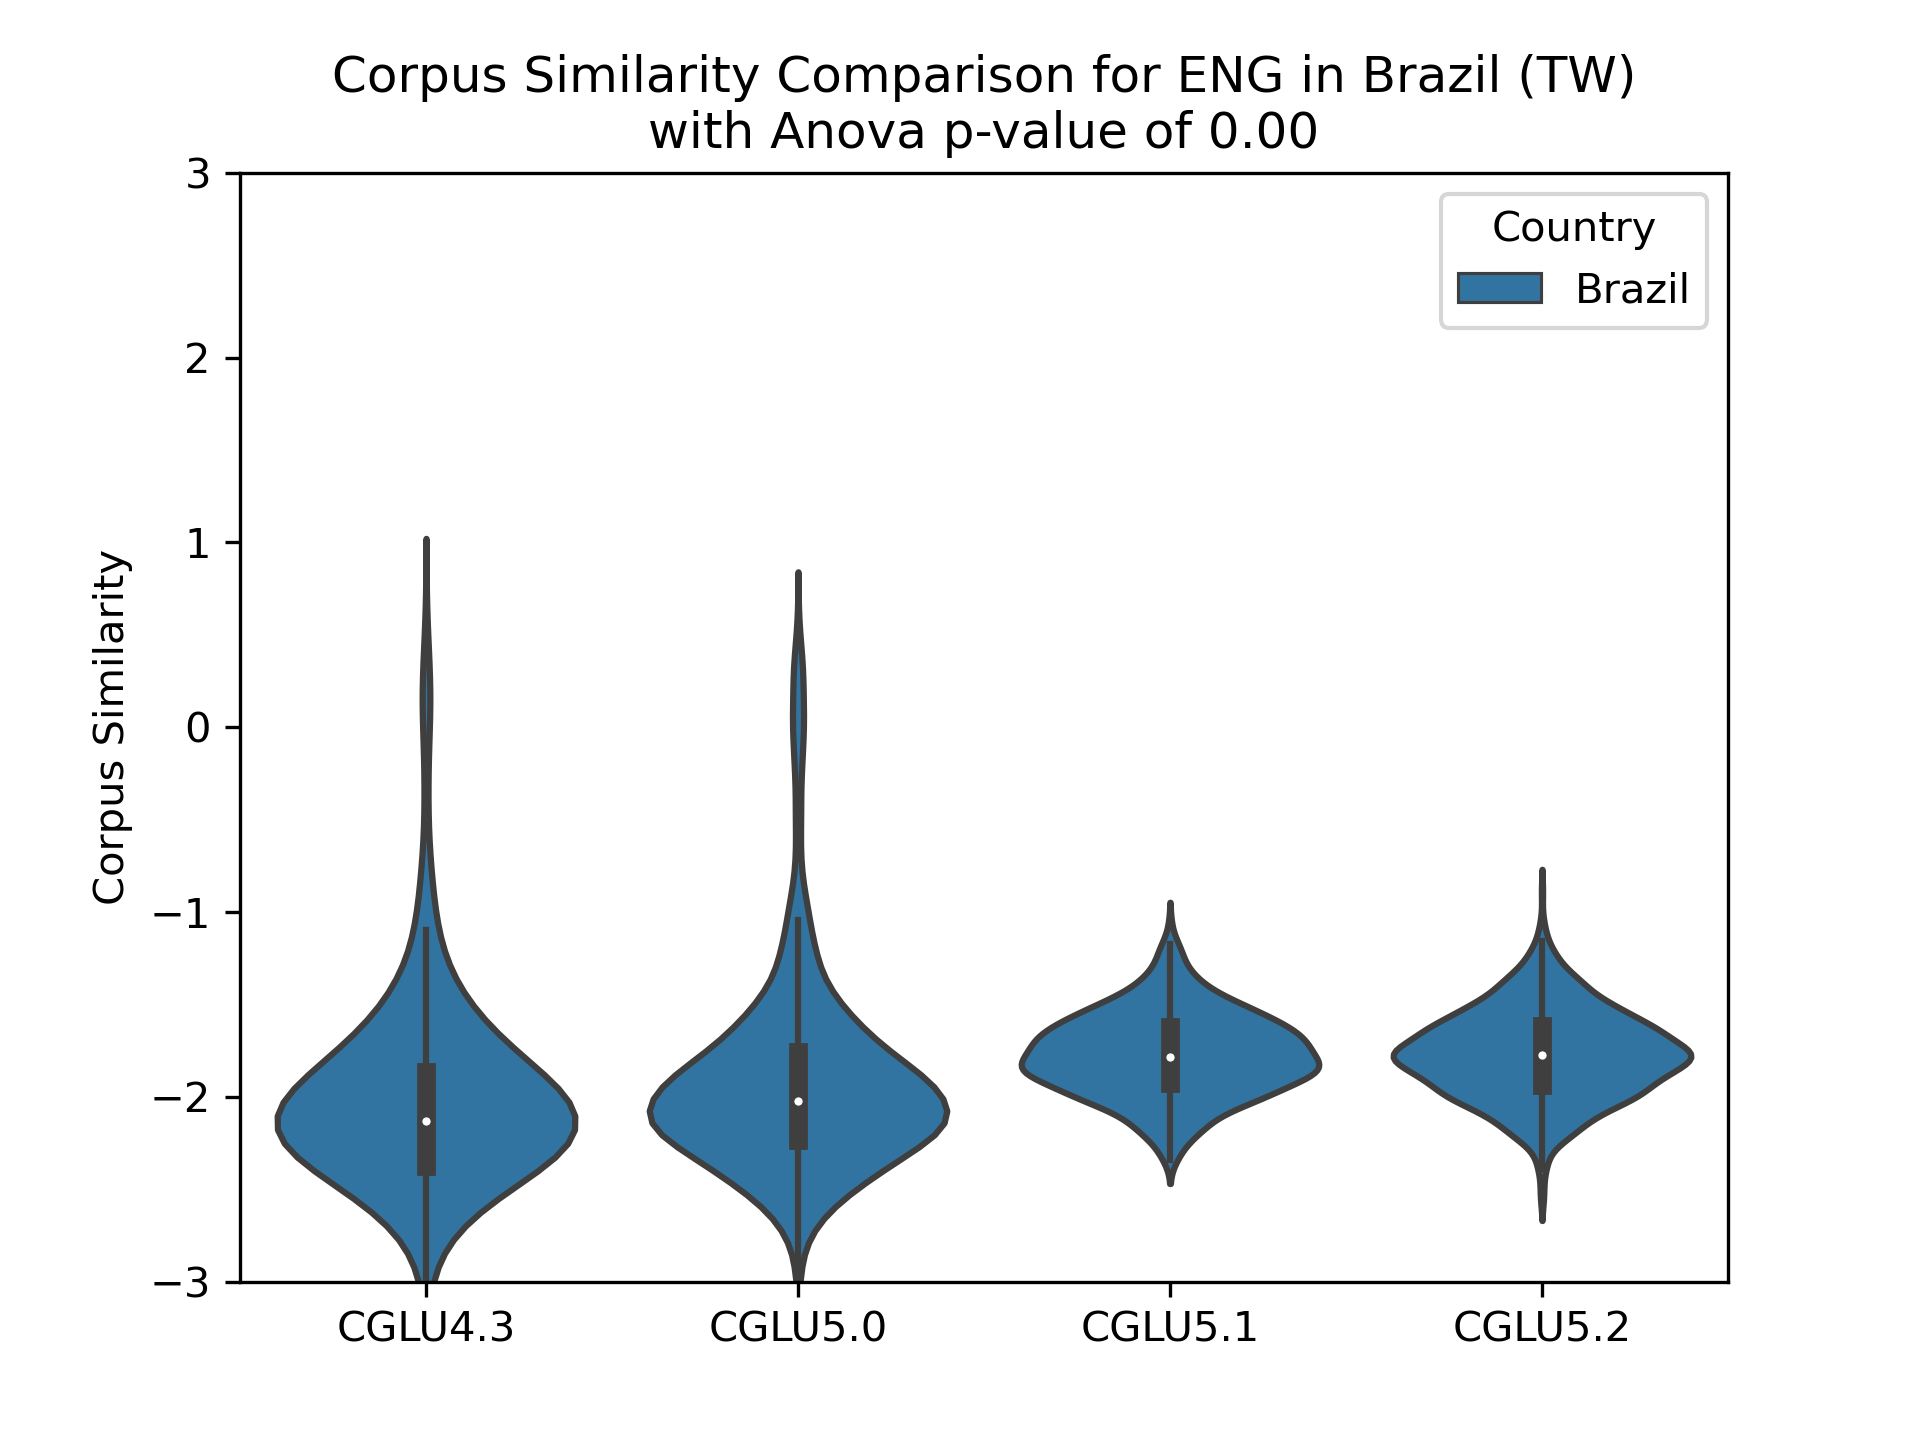 Corpus Similarity Comparison for ENG in Brazil (TW)
with Anova p-value of 0.00
Country
Brazil
Corpus Similarity
3
2
1
0
−1
−2
−3
CGLU4.3
CGLU5.0
CGLU5.1
CGLU5.2